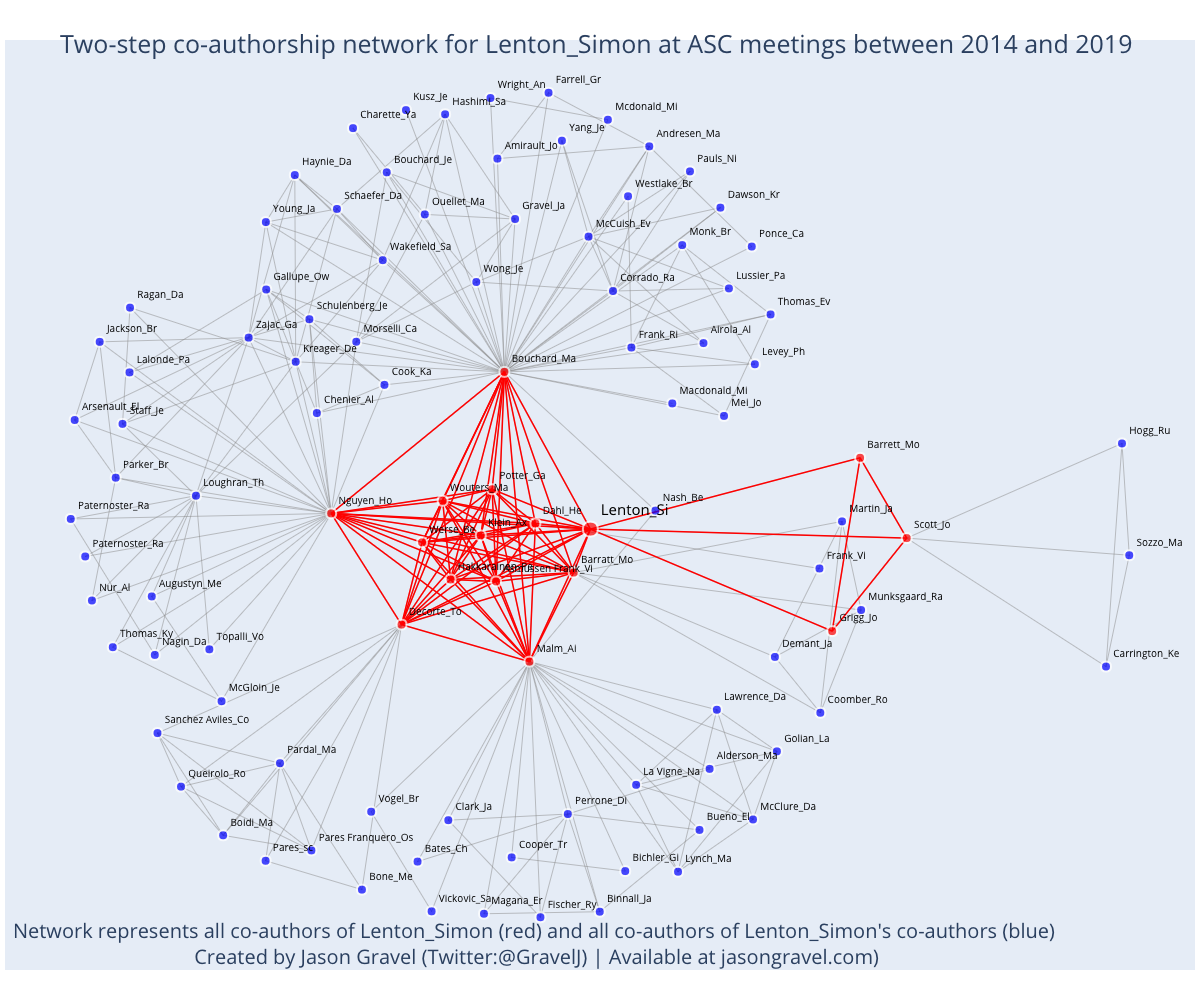 Two-step co-authorship network for Lenton_Simon at ASC meetings between 2014 and 2019
Wright_An
Farrell_Gr
Kusz_Je
Hashimi_Sa
Mcdonald_Mi
Charette_Ya
Yang_Je
Andresen_Ma
Amirault_Jo
Haynie_Da
Bouchard_Je
Pauls_Ni
Westlake_Br
Schaefer_Da
Ouellet_Ma
Gravel_Ja
Dawson_Kr
Young_Ja
McCuish_Ev
Monk_Br
Ponce_Ca
Wakefield_Sa
Wong_Je
Corrado_Ra
Lussier_Pa
Gallupe_Ow
Ragan_Da
Schulenberg_Je
Thomas_Ev
Zajac_Ga
Morselli_Ca
Jackson_Br
Frank_Ri
Airola_Al
Kreager_De
Lalonde_Pa
Bouchard_Ma
Levey_Ph
Cook_Ka
Macdonald_Mi
Mei_Jo
Chenier_Al
Arsenault_El
Staff_Je
Hogg_Ru
Barrett_Mo
Parker_Br
Loughran_Th
Potter_Ga
Wouters_Ma
Nguyen_Ho
Nash_Be
Paternoster_Ra
Dahl_He
Lenton_Si
Martin_Ja
Klein_Ax
Werse_Be
Scott_Jo
Paternoster_Ra
Sozzo_Ma
Barratt_Mo
Frank_Vi
Frank_Vi
Nur_Al
Augustyn_Me
Decorte_To
Munksgaard_Ra
Grigg_Jo
Thomas_Ky
Nagin_Da
Topalli_Vo
Malm_Ai
Demant_Ja
Carrington_Ke
McGloin_Je
Lawrence_Da
Coomber_Ro
Sanchez Aviles_Co
Pardal_Ma
Golian_La
Alderson_Ma
Queirolo_Ro
La Vigne_Na
Vogel_Br
Clark_Ja
Perrone_Di
McClure_Da
Boidi_Ma
Bueno_El
Pares Franquero_Os
Pares_sc
Bates_Ch
Cooper_Tr
Bichler_Gi
Lynch_Ma
Bone_Me
Vickovic_Sa
Magana_Er
Fischer_Ry
Binnall_Ja
Network represents all co-authors of Lenton_Simon (red) and all co-authors of Lenton_Simon's co-authors (blue)
Created by Jason Gravel (Twitter:@GravelJ) | Available at jasongravel.com)